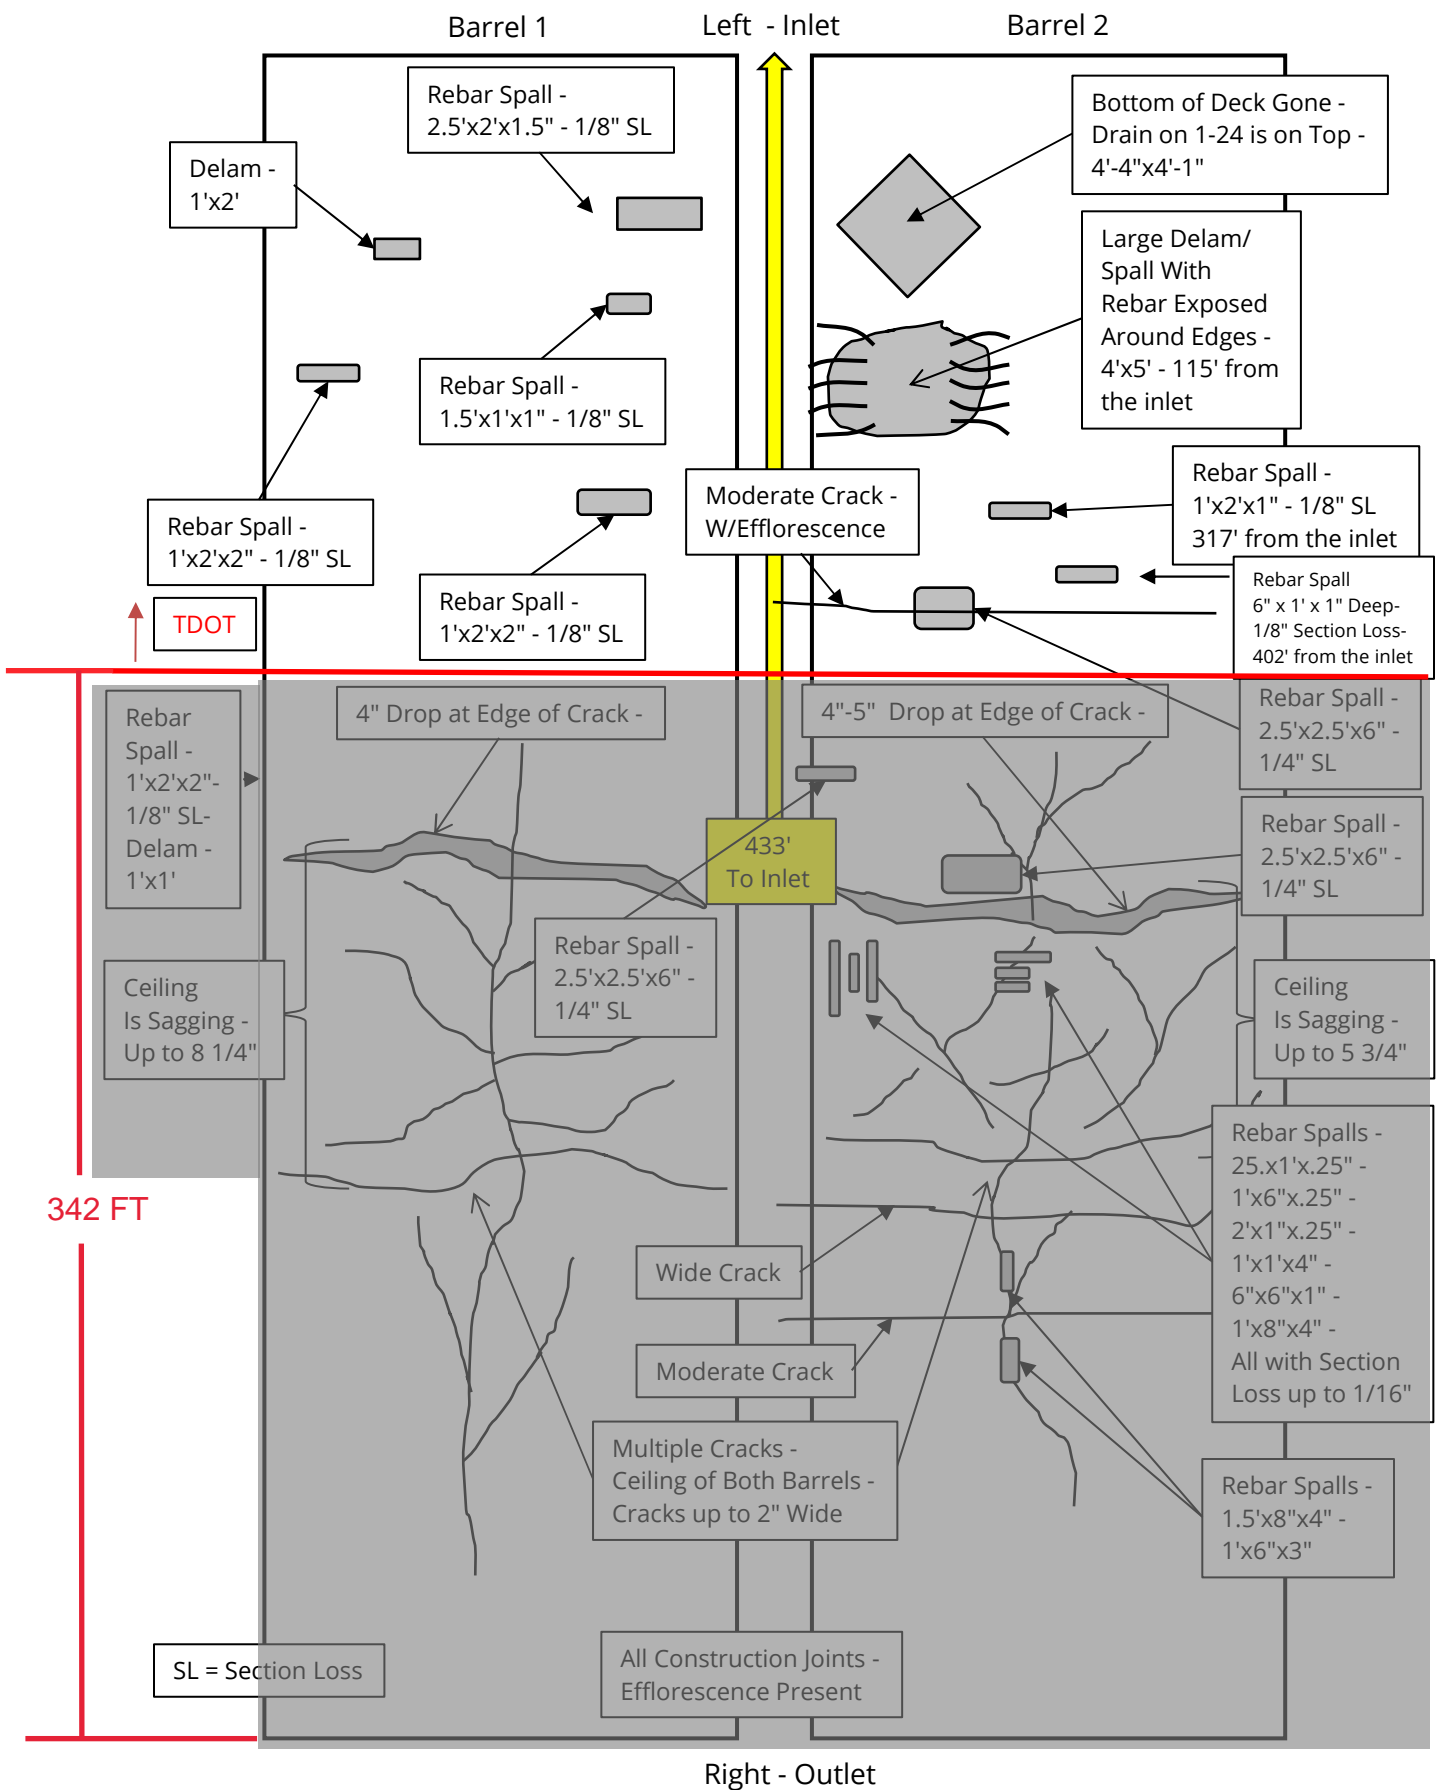 Barrel 1
Left - Inlet
Barrel 2
Rebar Spall -
2.5'x2'x1.5" - 1/8" SL
Bottom of Deck Gone -
Drain on 1-24 is on Top -
4'-4"x4'-1"
Delam -
1'x2'
Large Delam/
Spall With
Rebar Exposed
Around Edges -
4'x5' - 115' from
the inlet
Rebar Spall -
1.5'x1'x1" - 1/8" SL
Rebar Spall -
1'x2'x1" - 1/8" SL
317' from the inlet
Moderate Crack -
W/Efflorescence
Rebar Spall -
1'x2'x2" - 1/8" SL
Rebar Spall
6" x 1' x 1" Deep-
1/8" Section Loss-
402' from the inlet
Rebar Spall -
1'x2'x2" - 1/8" SL
TDOT
Rebar
Spall -
1'x2'x2"-
1/8" SL-
Delam -
1'x1'
4" Drop at Edge of Crack -
4"-5" Drop at Edge of Crack -
Rebar Spall -
2.5'x2.5'x6" -
1/4" SL
Rebar Spall -
2.5'x2.5'x6" -
1/4" SL
433'
To Inlet
Rebar Spall -
2.5'x2.5'x6" -
1/4" SL
Ceiling
Is Sagging -
Up to 8 1/4"
Ceiling
Is Sagging -
Up to 5 3/4"
Rebar Spalls -
25.x1'x.25" -
1'x6"x.25" -
2'x1"x.25" -
1'x1'x4" -
6"x6"x1" -
1'x8"x4" -
All with Section
Loss up to 1/16"
342 FT
Wide Crack
Moderate Crack
Multiple Cracks -
Ceiling of Both Barrels -
Cracks up to 2" Wide
Rebar Spalls -
1.5'x8"x4" -
1'x6"x3"
SL = Section Loss
All Construction Joints -
Efflorescence Present
Right - Outlet